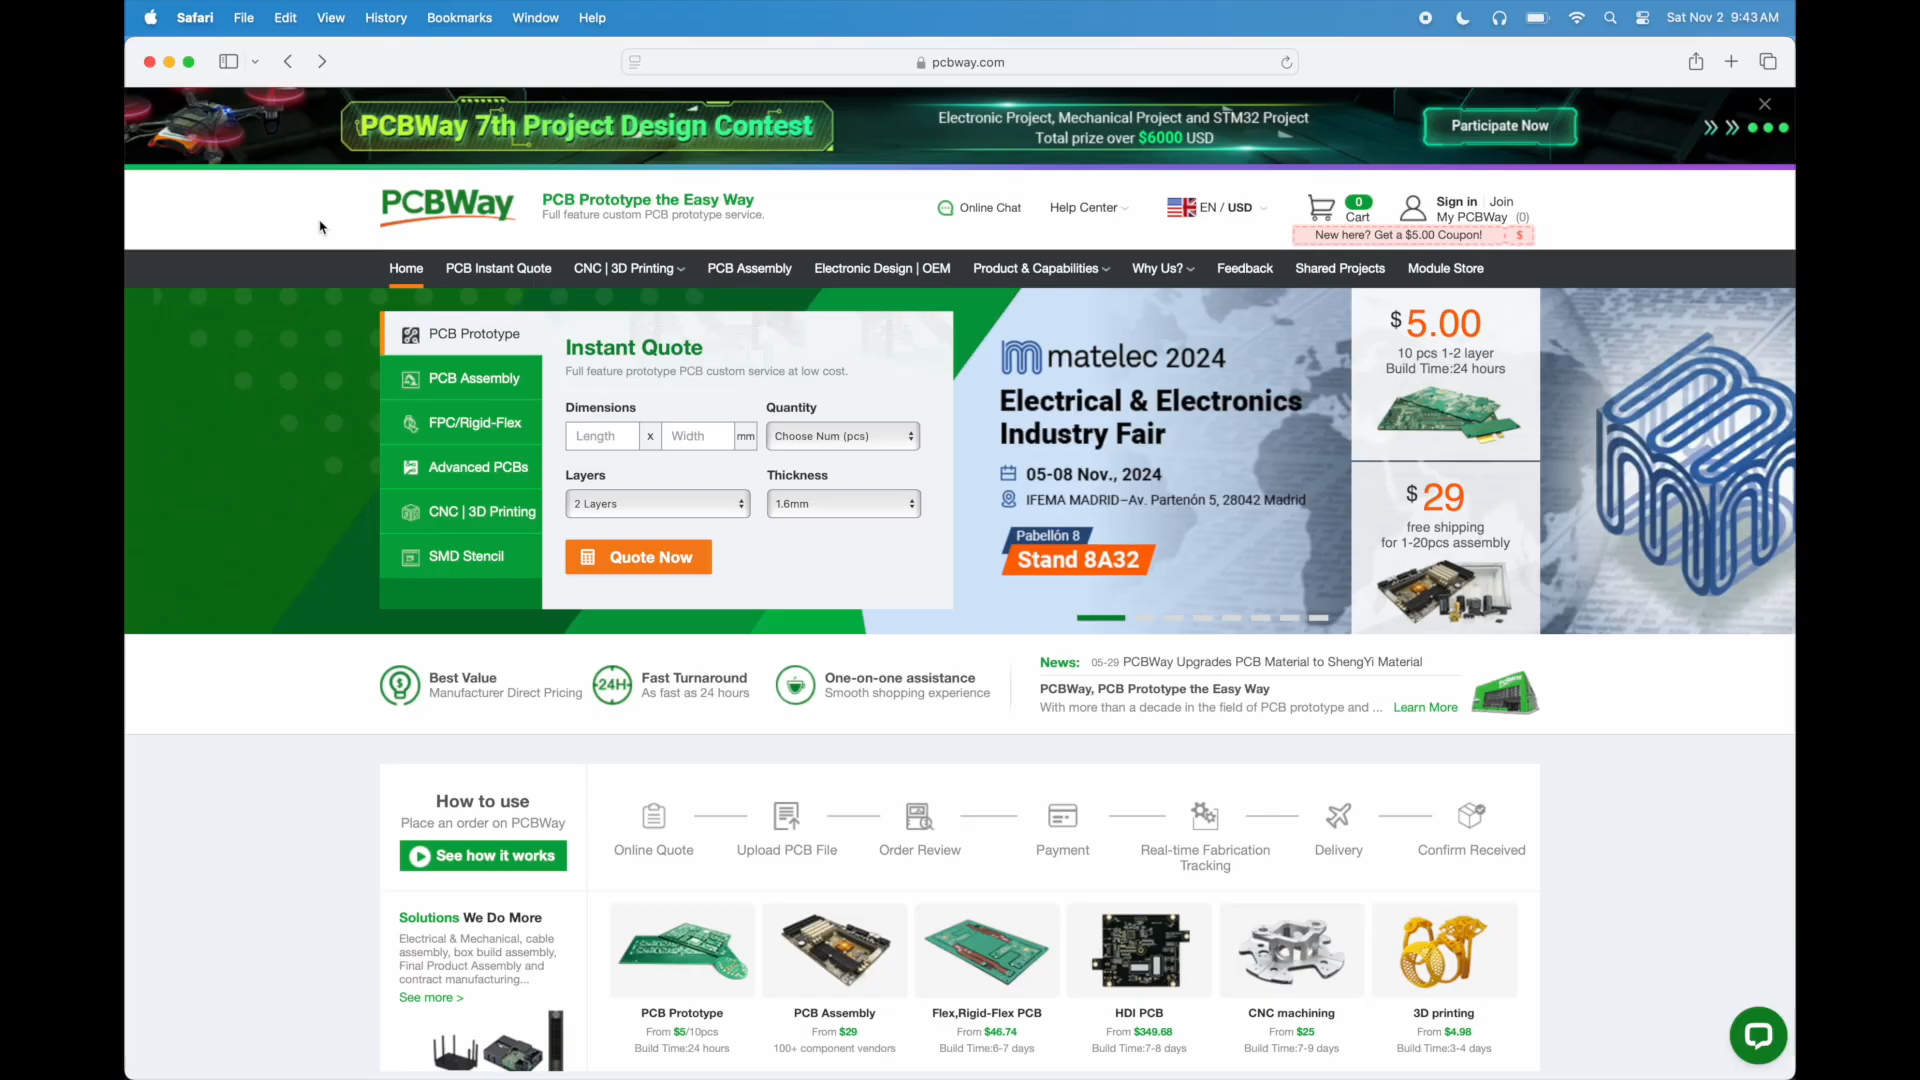 Safari File Edit View History Bookmarks Window Help
Sat Nov 2 9:43 AM
pcbway.com
PCBWay 7th Project Design Contest
Electronic Project, Mechanical Project and STM32 Project
Total prize over $6000 USD
Participate Now
PCBWay
PCB Prototype the Easy Way
Full feature custom PCB prototype service.
Online Chat
Help Center
EN / USD
0
Cart
Sign in Join
My PCBWay (0)
New here? Get a $5.00 Coupon!
$
Home PCB Instant Quote CNC | 3D Printing PCB Assembly Electronic Design | OEM Product & Capabilities Why Us? Feedback Shared Projects Module Store
PCB Prototype
PCB Assembly
FPC/Rigid-Flex
Advanced PCBs
CNC | 3D Printing
SMD Stencil
Instant Quote
Full feature prototype PCB custom service at low cost.
Dimensions
Quantity
Length x Width mm
Choose Num (pcs)
Layers
Thickness
2 Layers
1.6mm
Quote Now
matelec 2024
Electrical & Electronics
Industry Fair
05-08 Nov., 2024
IFEMA MADRID-Av. Partenón 5, 28042 Madrid
Pabellón 8
Stand 8A32
$5.00
10 pcs 1-2 layer
Build Time:24 hours
$29
free shipping
for 1-20pcs assembly
Best Value
Manufacturer Direct Pricing
24H
Fast Turnaround
As fast as 24 hours
One-on-one assistance
Smooth shopping experience
News: 05-29 PCBWay Upgrades PCB Material to ShengYi Material
PCBWay, PCB Prototype the Easy Way
With more than a decade in the field of PCB prototype and ... Learn More
How to use
Place an order on PCBWay
See how it works
Online Quote
Upload PCB File
Order Review
Payment
Real-time Fabrication
Tracking
Delivery
Confirm Received
Solutions We Do More
Electrical & Mechanical, cable
assembly, box build assembly,
Final Product Assembly and
contract manufacturing...
See more >
PCB Prototype
From $5/10pcs
Build Time:24 hours
PCB Assembly
From $29
100+ component vendors
Flex,Rigid-Flex PCB
From $46.74
Build Time:6-7 days
HDI PCB
From $349.68
Build Time:7-8 days
CNC machining
From $25
Build Time:7-9 days
3D printing
From $4.98
Build Time:3-4 days